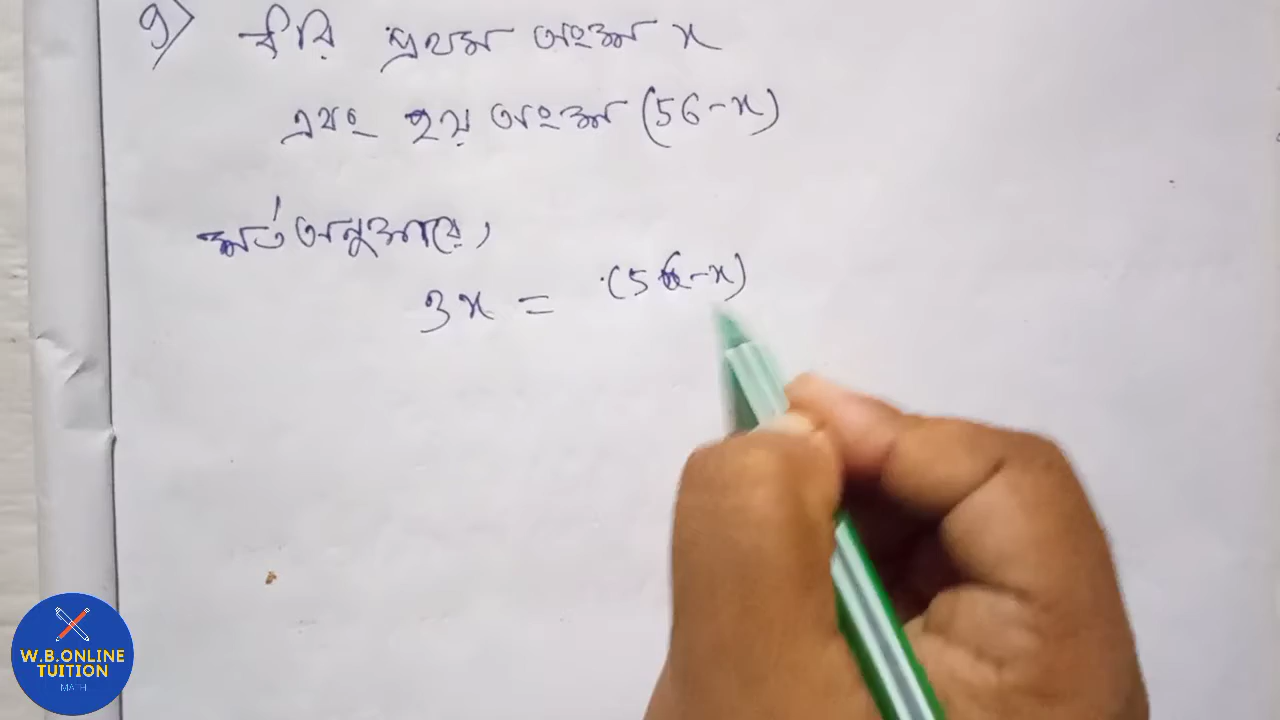 9) ধরি প্রথম অংশ x
এবং ২য় অংশ (56-x)
শর্ত অনুসারে,
3x = (56-x)
W.B.ONLINE
TUITION
MATH